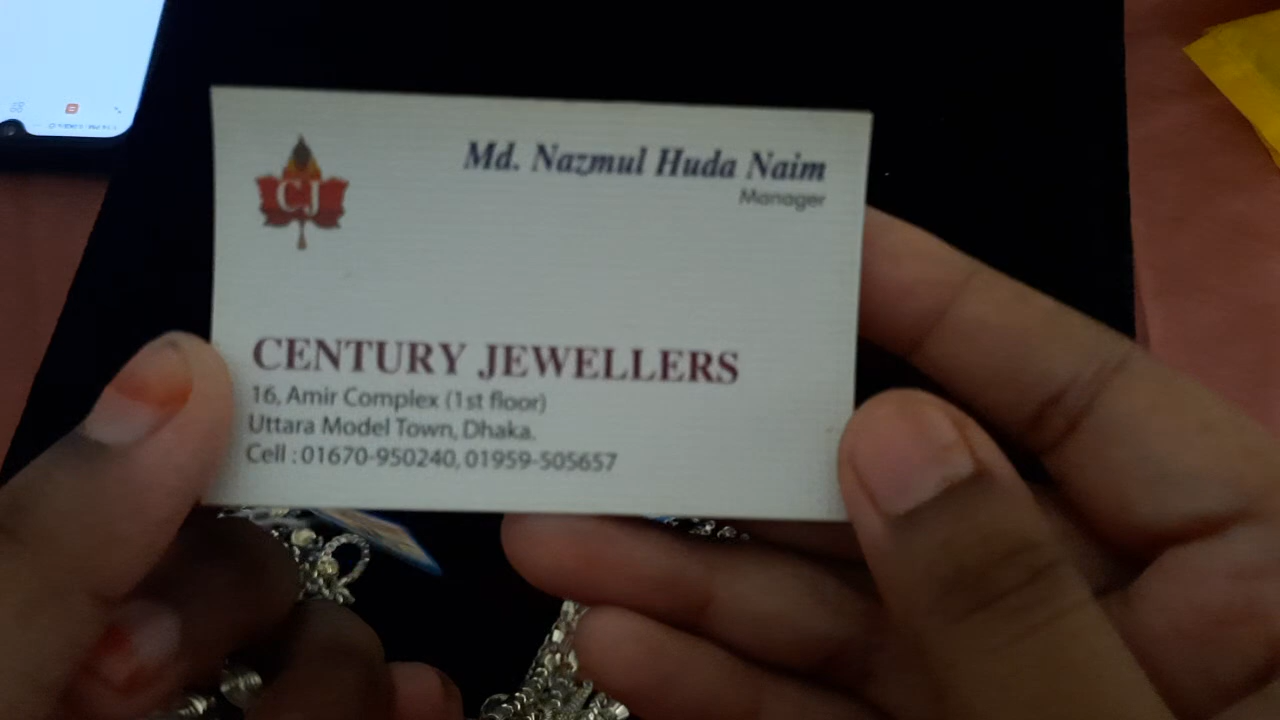 CJ
Md. Nazmul Huda Naim
Manager
CENTURY JEWELLERS
16, Amir Complex (1st floor)
Uttara Model Town, Dhaka.
Cell : 01670-950240, 01959-505657